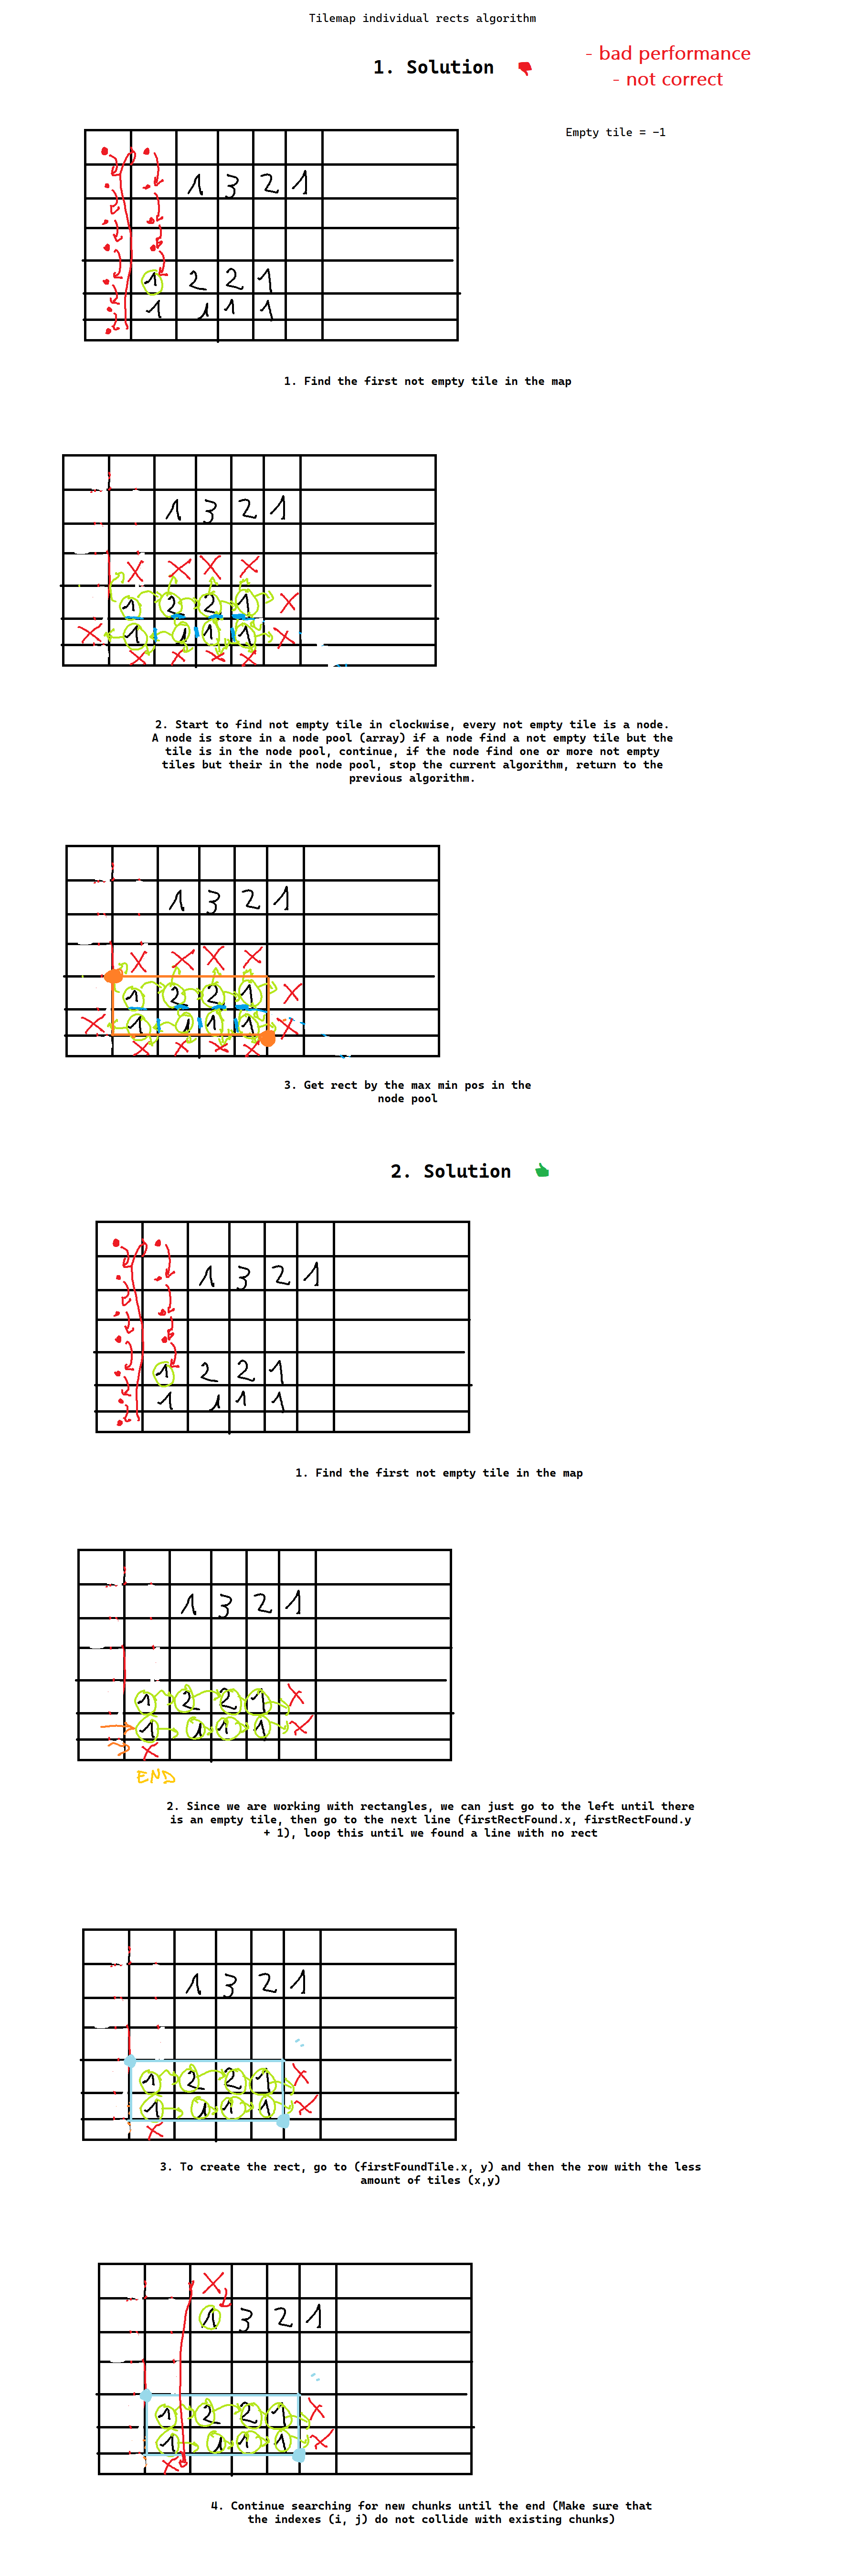 Tilemap individual rects algorithm
1. Solution
- bad performance
- not correct
Empty tile = -1
1 3 2 1
1 2 2 1
1 1 1 1
1. Find the first not empty tile in the map
1 3 2 1
X X X X
1 2 2 1 X
X 1 1 1 1 X
X X X X
2. Start to find not empty tile in clockwise, every not empty tile is a node.
A node is store in a node pool (array) if a node find a not empty tile but the
tile is in the node pool, continue, if the node find one or more not empty
tiles but their in the node pool, stop the current algorithm, return to the
previous algorithm.
1 3 2 1
X X X X
1 2 2 1 X
X 1 1 1 1 X
X X X X
3. Get rect by the max min pos in the
node pool
2. Solution
1 3 2 1
1 2 2 1
1 1 1 1
1. Find the first not empty tile in the map
1 3 2 1
1 2 2 1 X
1 1 1 1 X
X
END
2. Since we are working with rectangles, we can just go to the left until there
is an empty tile, then go to the next line (firstRectFound.x, firstRectFound.y
+ 1), loop this until we found a line with no rect
1 3 2 1
1 2 2 1 X
1 1 1 1 X
X
3. To create the rect, go to (firstFoundTile.x, y) and then the row with the less
amount of tiles (x,y)
X
1 3 2 1
1 2 2 1 X
1 1 1 1 X
X
4. Continue searching for new chunks until the end (Make sure that
the indexes (i, j) do not collide with existing chunks)